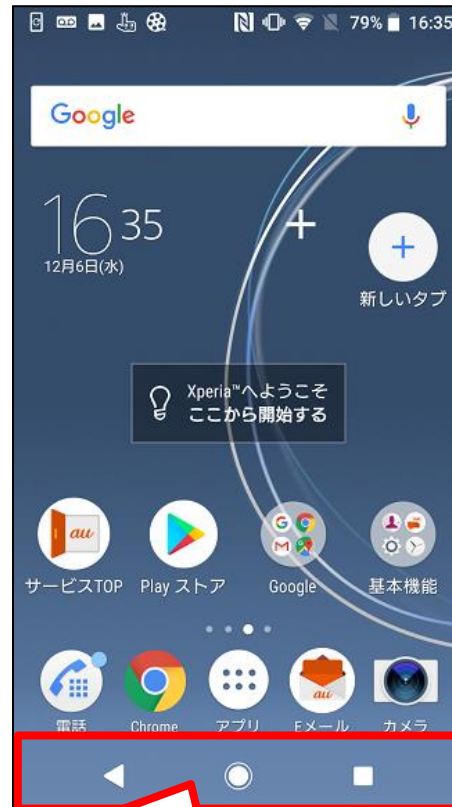 79% 16:35
Google
16 35
12月6日(水)
新しいタブ
Xperia™へようこそ
ここから開始する
au
サービスTOP Play ストア Google 基本機能
au
電話 Chrome アプリ Eメール カメラ